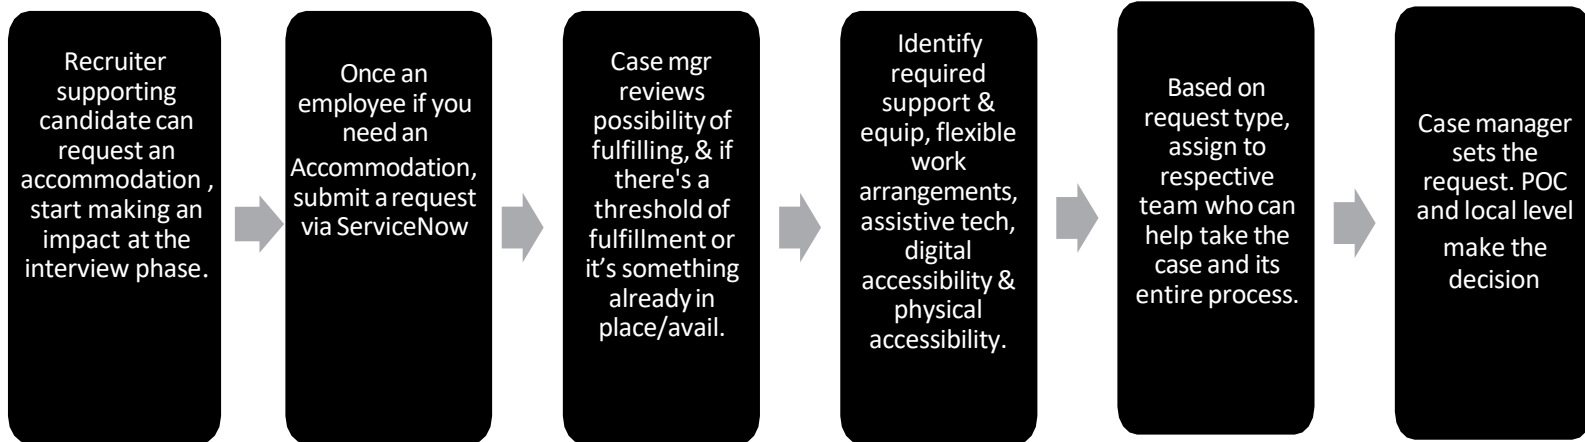 Recruiter
supporting
candidate can
request an
accommodation ,
start making an
impact at the
interview phase.
Once an
employee if you
need an
Accommodation,
submit a request
via ServiceNow
Case mgr
reviews
possibility of
fulfilling, & if
there's a
threshold of
fulfillment or
it’s something
already in
place/avail.
Identify
required
support &
equip, flexible
work
arrangements,
assistive tech,
digital
accessibility &
physical
accessibility.
Based on
request type,
assign to
respective
team who can
help take the
case and its
entire process.
Case manager
sets the
request. POC
and local level
make the
decision